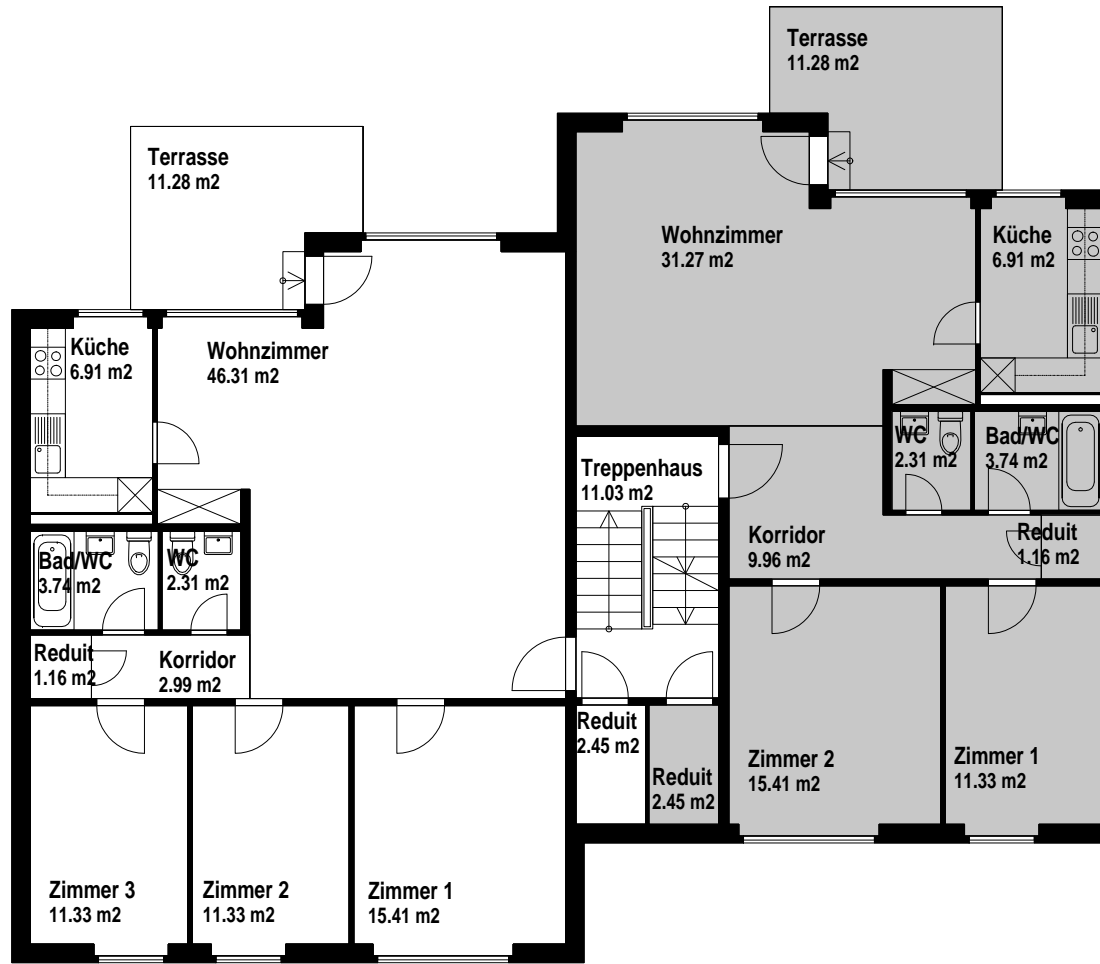 Terrasse
11.28 m2
Terrasse
11.28 m2
Wohnzimmer
31.27 m2
Küche
6.91 m2
Küche
6.91 m2
Wohnzimmer
46.31 m2
WC
2.31 m2
Bad/WC
3.74 m2
Treppenhaus
11.03 m2
Korridor
9.96 m2
Reduit
1.16 m2
Bad/WC
3.74 m2
WC
2.31 m2
Reduit
1.16 m2
Korridor
2.99 m2
Reduit
2.45 m2
Reduit
2.45 m2
Zimmer 2
15.41 m2
Zimmer 1
11.33 m2
Zimmer 3
11.33 m2
Zimmer 2
11.33 m2
Zimmer 1
15.41 m2